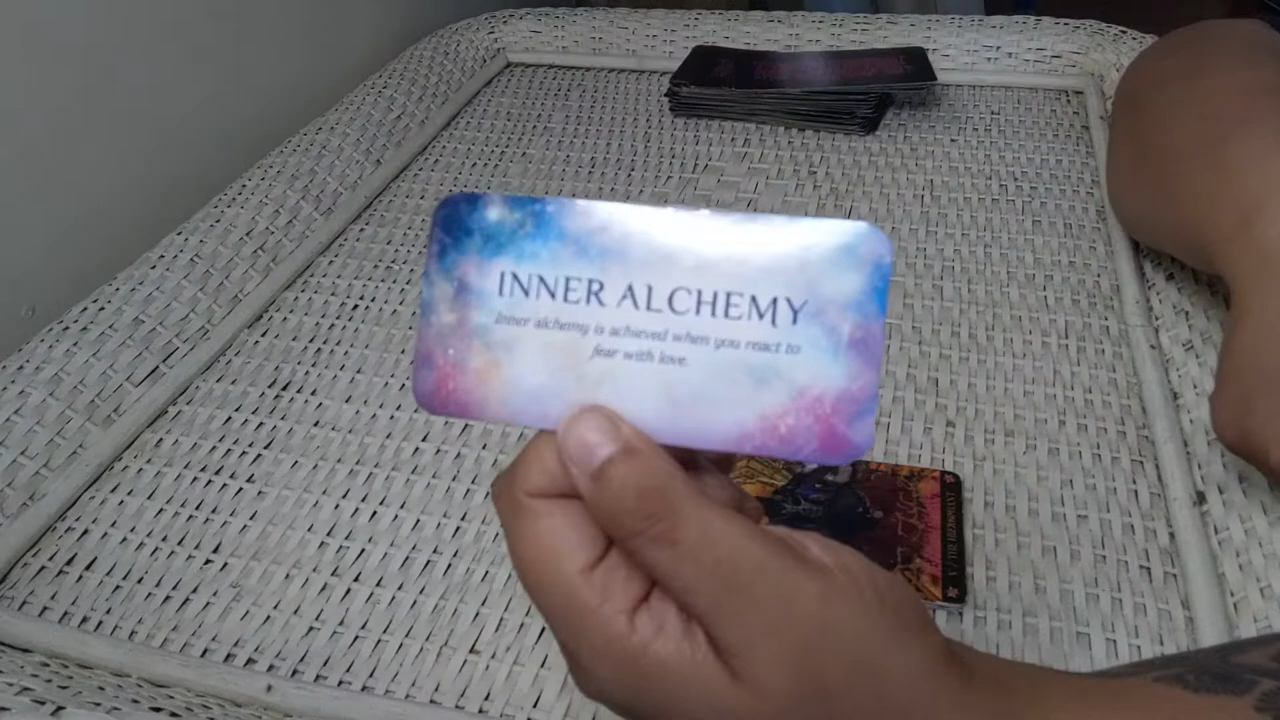 INNER ALCHEMY
Inner alchemy is achieved when you react to
fear with love.